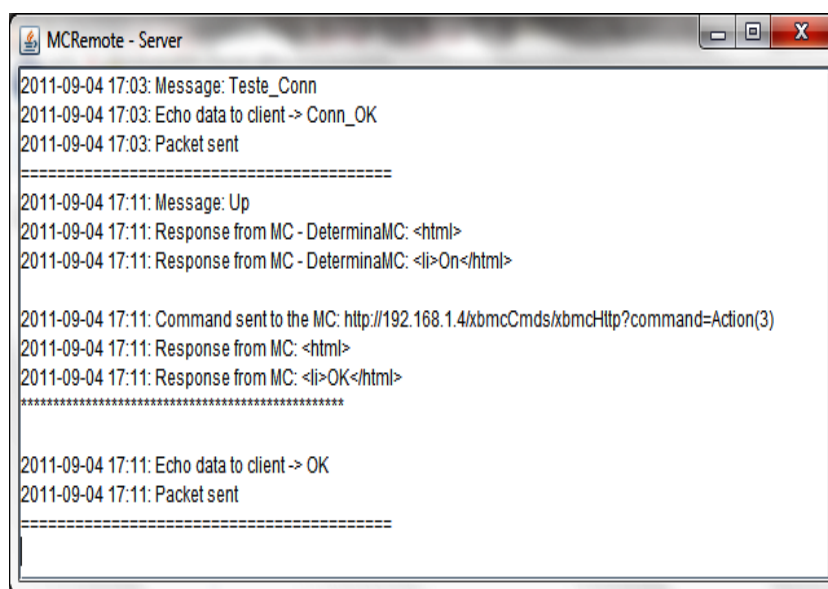 MCRemote - Server
2011-09-04 17:03: Message: Teste_Conn
2011-09-04 17:03: Echo data to client -> Conn_OK
2011-09-04 17:03: Packet sent
=========================================
2011-09-04 17:11: Message: Up
2011-09-04 17:11: Response from MC - DeterminaMC: <html>
2011-09-04 17:11: Response from MC - DeterminaMC: <li>On</html>
2011-09-04 17:11: Command sent to the MC: http://192.168.1.4/xbmcCmds/xbmcHttp?command=Action(3)
2011-09-04 17:11: Response from MC: <html>
2011-09-04 17:11: Response from MC: <li>OK</html>
**************************************************
2011-09-04 17:11: Echo data to client -> OK
2011-09-04 17:11: Packet sent
=========================================